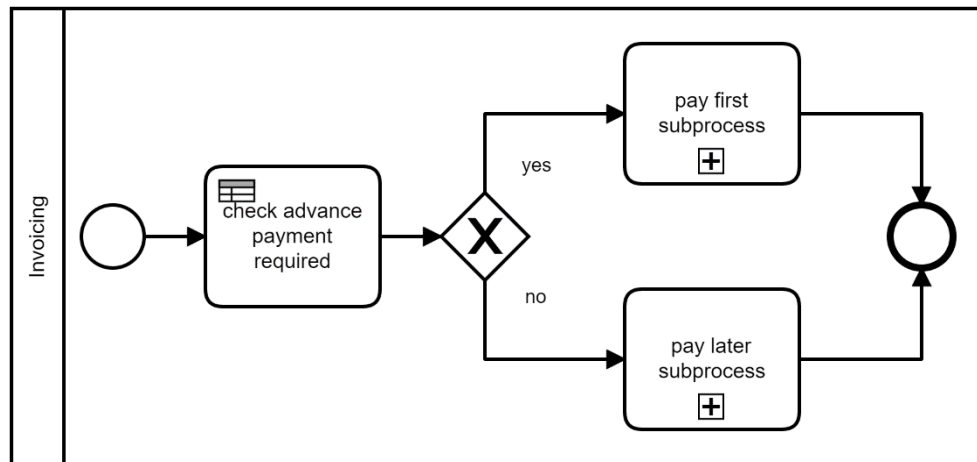 Invoicing
check advance
payment
required
yes
no
pay first
subprocess
pay later
subprocess